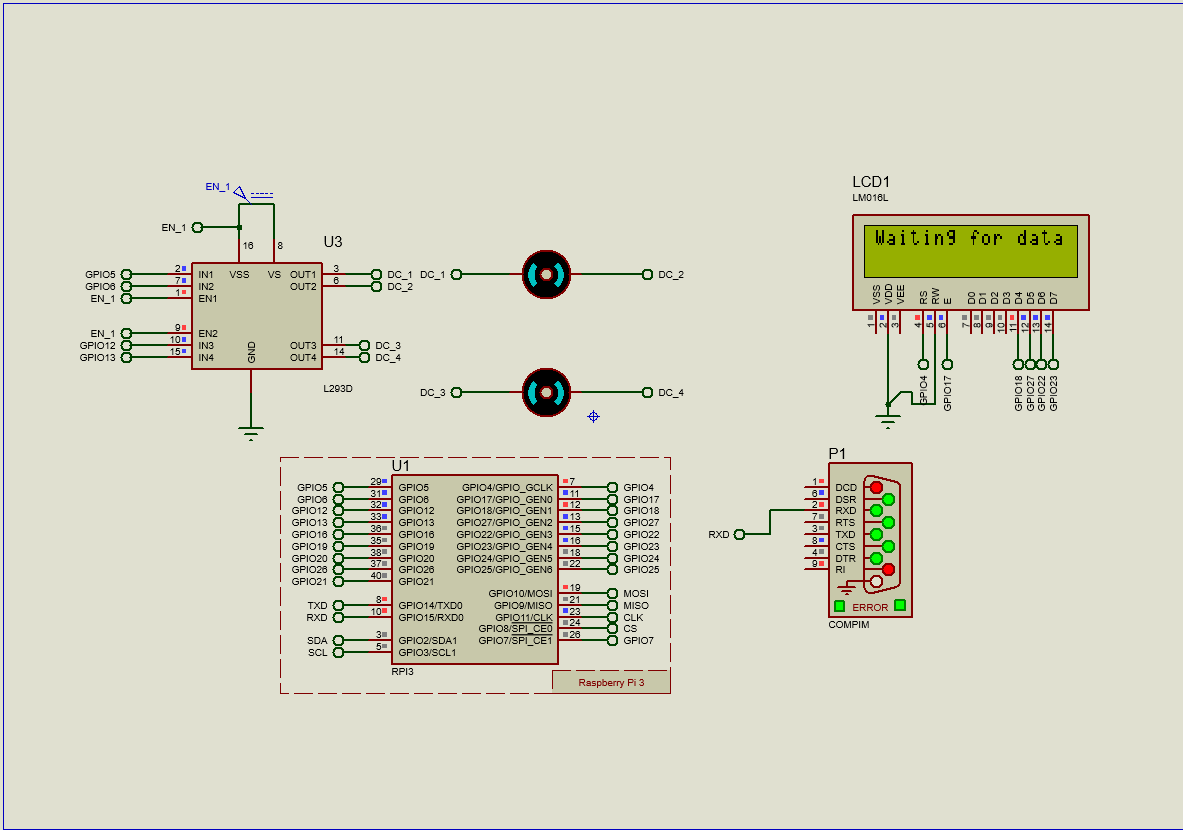 EN_1
EN_1
16
8
U3
GPIO5 2 IN1 VSS VS OUT1 3 DC_1
GPIO6 7 IN2 OUT2 6 DC_2
EN_1 1 EN1
EN_1 9 EN2
GPIO12 10 IN3 OUT3 11 DC_3
GPIO13 15 IN4 GND OUT4 14 DC_4
L293D
DC_1 DC_2
DC_3 DC_4
LCD1
LM016L
Waiting for data
VSS VDD VEE RS RW E D0 D1 D2 D3 D4 D5 D6 D7
1 2 3 4 5 6 7 8 9 10 11 12 13 14
GPIO4 GPIO17 GPIO18 GPIO27 GPIO22 GPIO23
U1
GPIO5 29 GPIO5 GPIO4/GPIO_GCLK 7 GPIO4
GPIO6 31 GPIO6 GPIO17/GPIO_GEN0 11 GPIO17
GPIO12 32 GPIO12 GPIO18/GPIO_GEN1 12 GPIO18
GPIO13 33 GPIO13 GPIO27/GPIO_GEN2 13 GPIO27
GPIO16 36 GPIO16 GPIO22/GPIO_GEN3 15 GPIO22
GPIO19 35 GPIO19 GPIO23/GPIO_GEN4 16 GPIO23
GPIO20 38 GPIO20 GPIO24/GPIO_GEN5 18 GPIO24
GPIO26 37 GPIO26 GPIO25/GPIO_GEN6 22 GPIO25
GPIO21 40 GPIO21
GPIO10/MOSI 19 MOSI
TXD 8 GPIO14/TXD0 GPIO9/MISO 21 MISO
RXD 10 GPIO15/RXD0 GPIO11/CLK 23 CLK
GPIO8/SPI_CE0 24 CS
SDA 3 GPIO2/SDA1 GPIO7/SPI_CE1 26 GPIO7
SCL 5 GPIO3/SCL1
RPI3
Raspberry Pi 3
P1
1 DCD
6 DSR
2 RXD
7 RTS
RXD
3 TXD
8 CTS
4 DTR
9 RI
ERROR
COMPIM